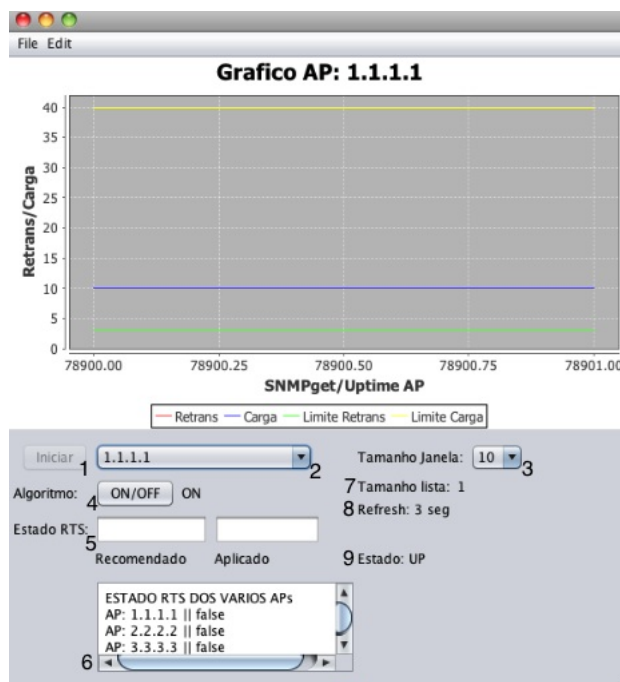 File Edit
Grafico AP: 1.1.1.1
Retrans/Carga
40
35
30
25
20
15
10
5
0
78900.00 78900.25 78900.50 78900.75 78901.00
SNMPget/Uptime AP
Retrans Carga Limite Retrans Limite Carga
Iniciar 1 1.1.1.1 2 Tamanho Janela: 10 3
Algoritmo: 4 ON/OFF ON 7 Tamanho lista: 1
8 Refresh: 3 seg
Estado RTS: 5
Recomendado Aplicado 9 Estado: UP
ESTADO RTS DOS VARIOS APs
AP: 1.1.1.1 || false
AP: 2.2.2.2 || false
AP: 3.3.3.3 || false
6